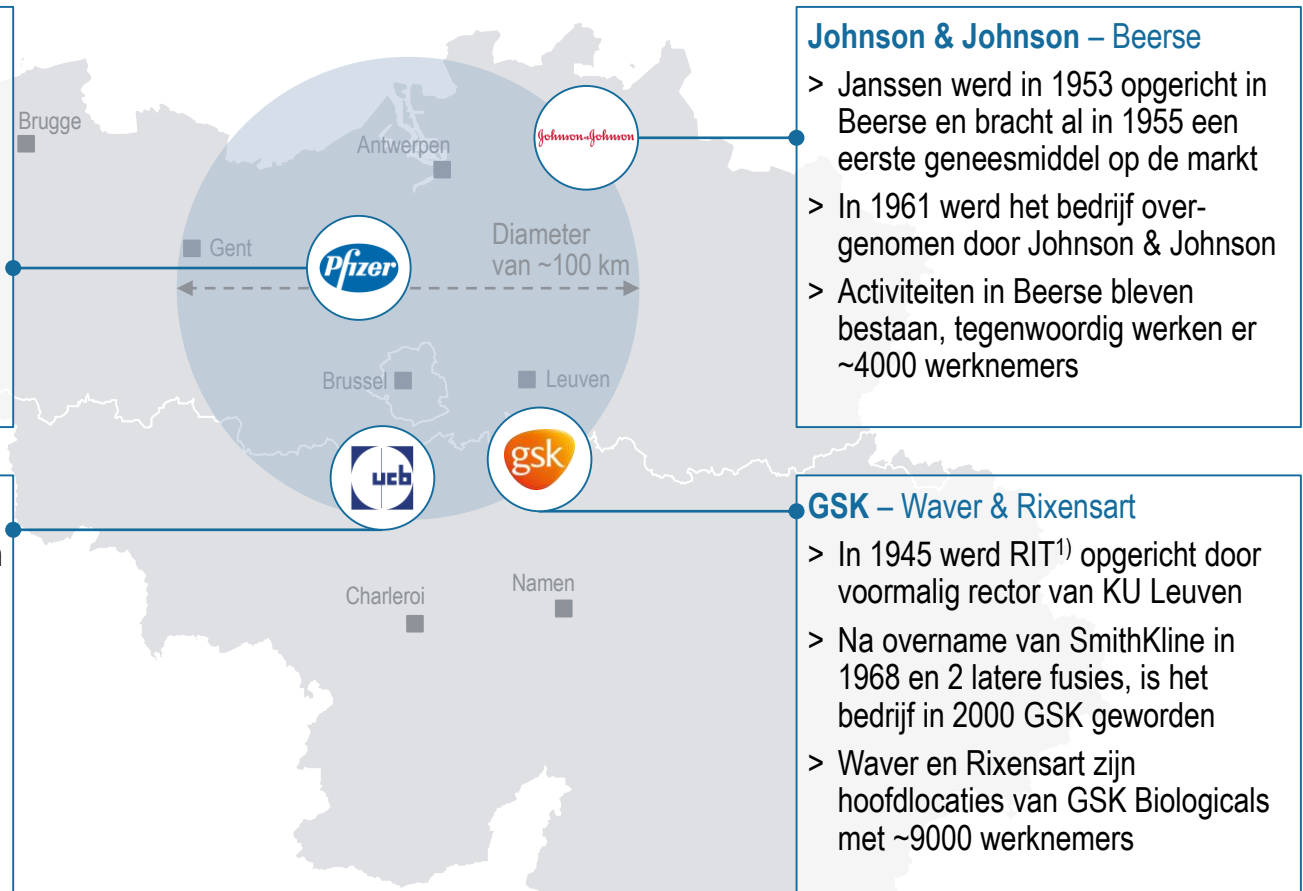 Brugge
Antwerpen
Johnson & Johnson
Gent
Pfizer
Diameter
van ~100 km
Brussel
Leuven
ucb
gsk
Charleroi
Namen
Johnson & Johnson – Beerse
> Janssen werd in 1953 opgericht in
Beerse en bracht al in 1955 een
eerste geneesmiddel op de markt
> In 1961 werd het bedrijf over-
genomen door Johnson & Johnson
> Activiteiten in Beerse bleven
bestaan, tegenwoordig werken er
~4000 werknemers
GSK – Waver & Rixensart
> In 1945 werd RIT1) opgericht door
voormalig rector van KU Leuven
> Na overname van SmithKline in
1968 en 2 latere fusies, is het
bedrijf in 2000 GSK geworden
> Waver en Rixensart zijn
hoofdlocaties van GSK Biologicals
met ~9000 werknemers